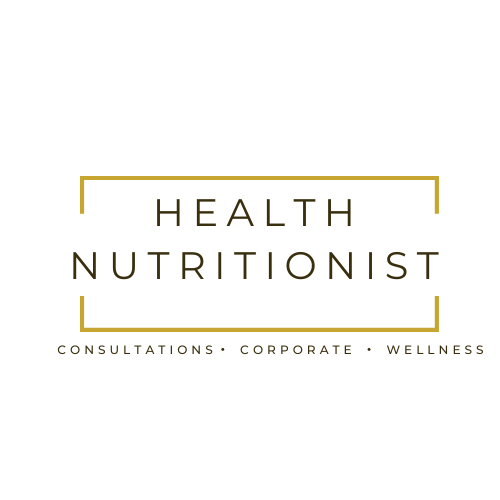 HEALTH
NUTRITIONIST
CONSULTATIONS • CORPORATE • WELLNESS